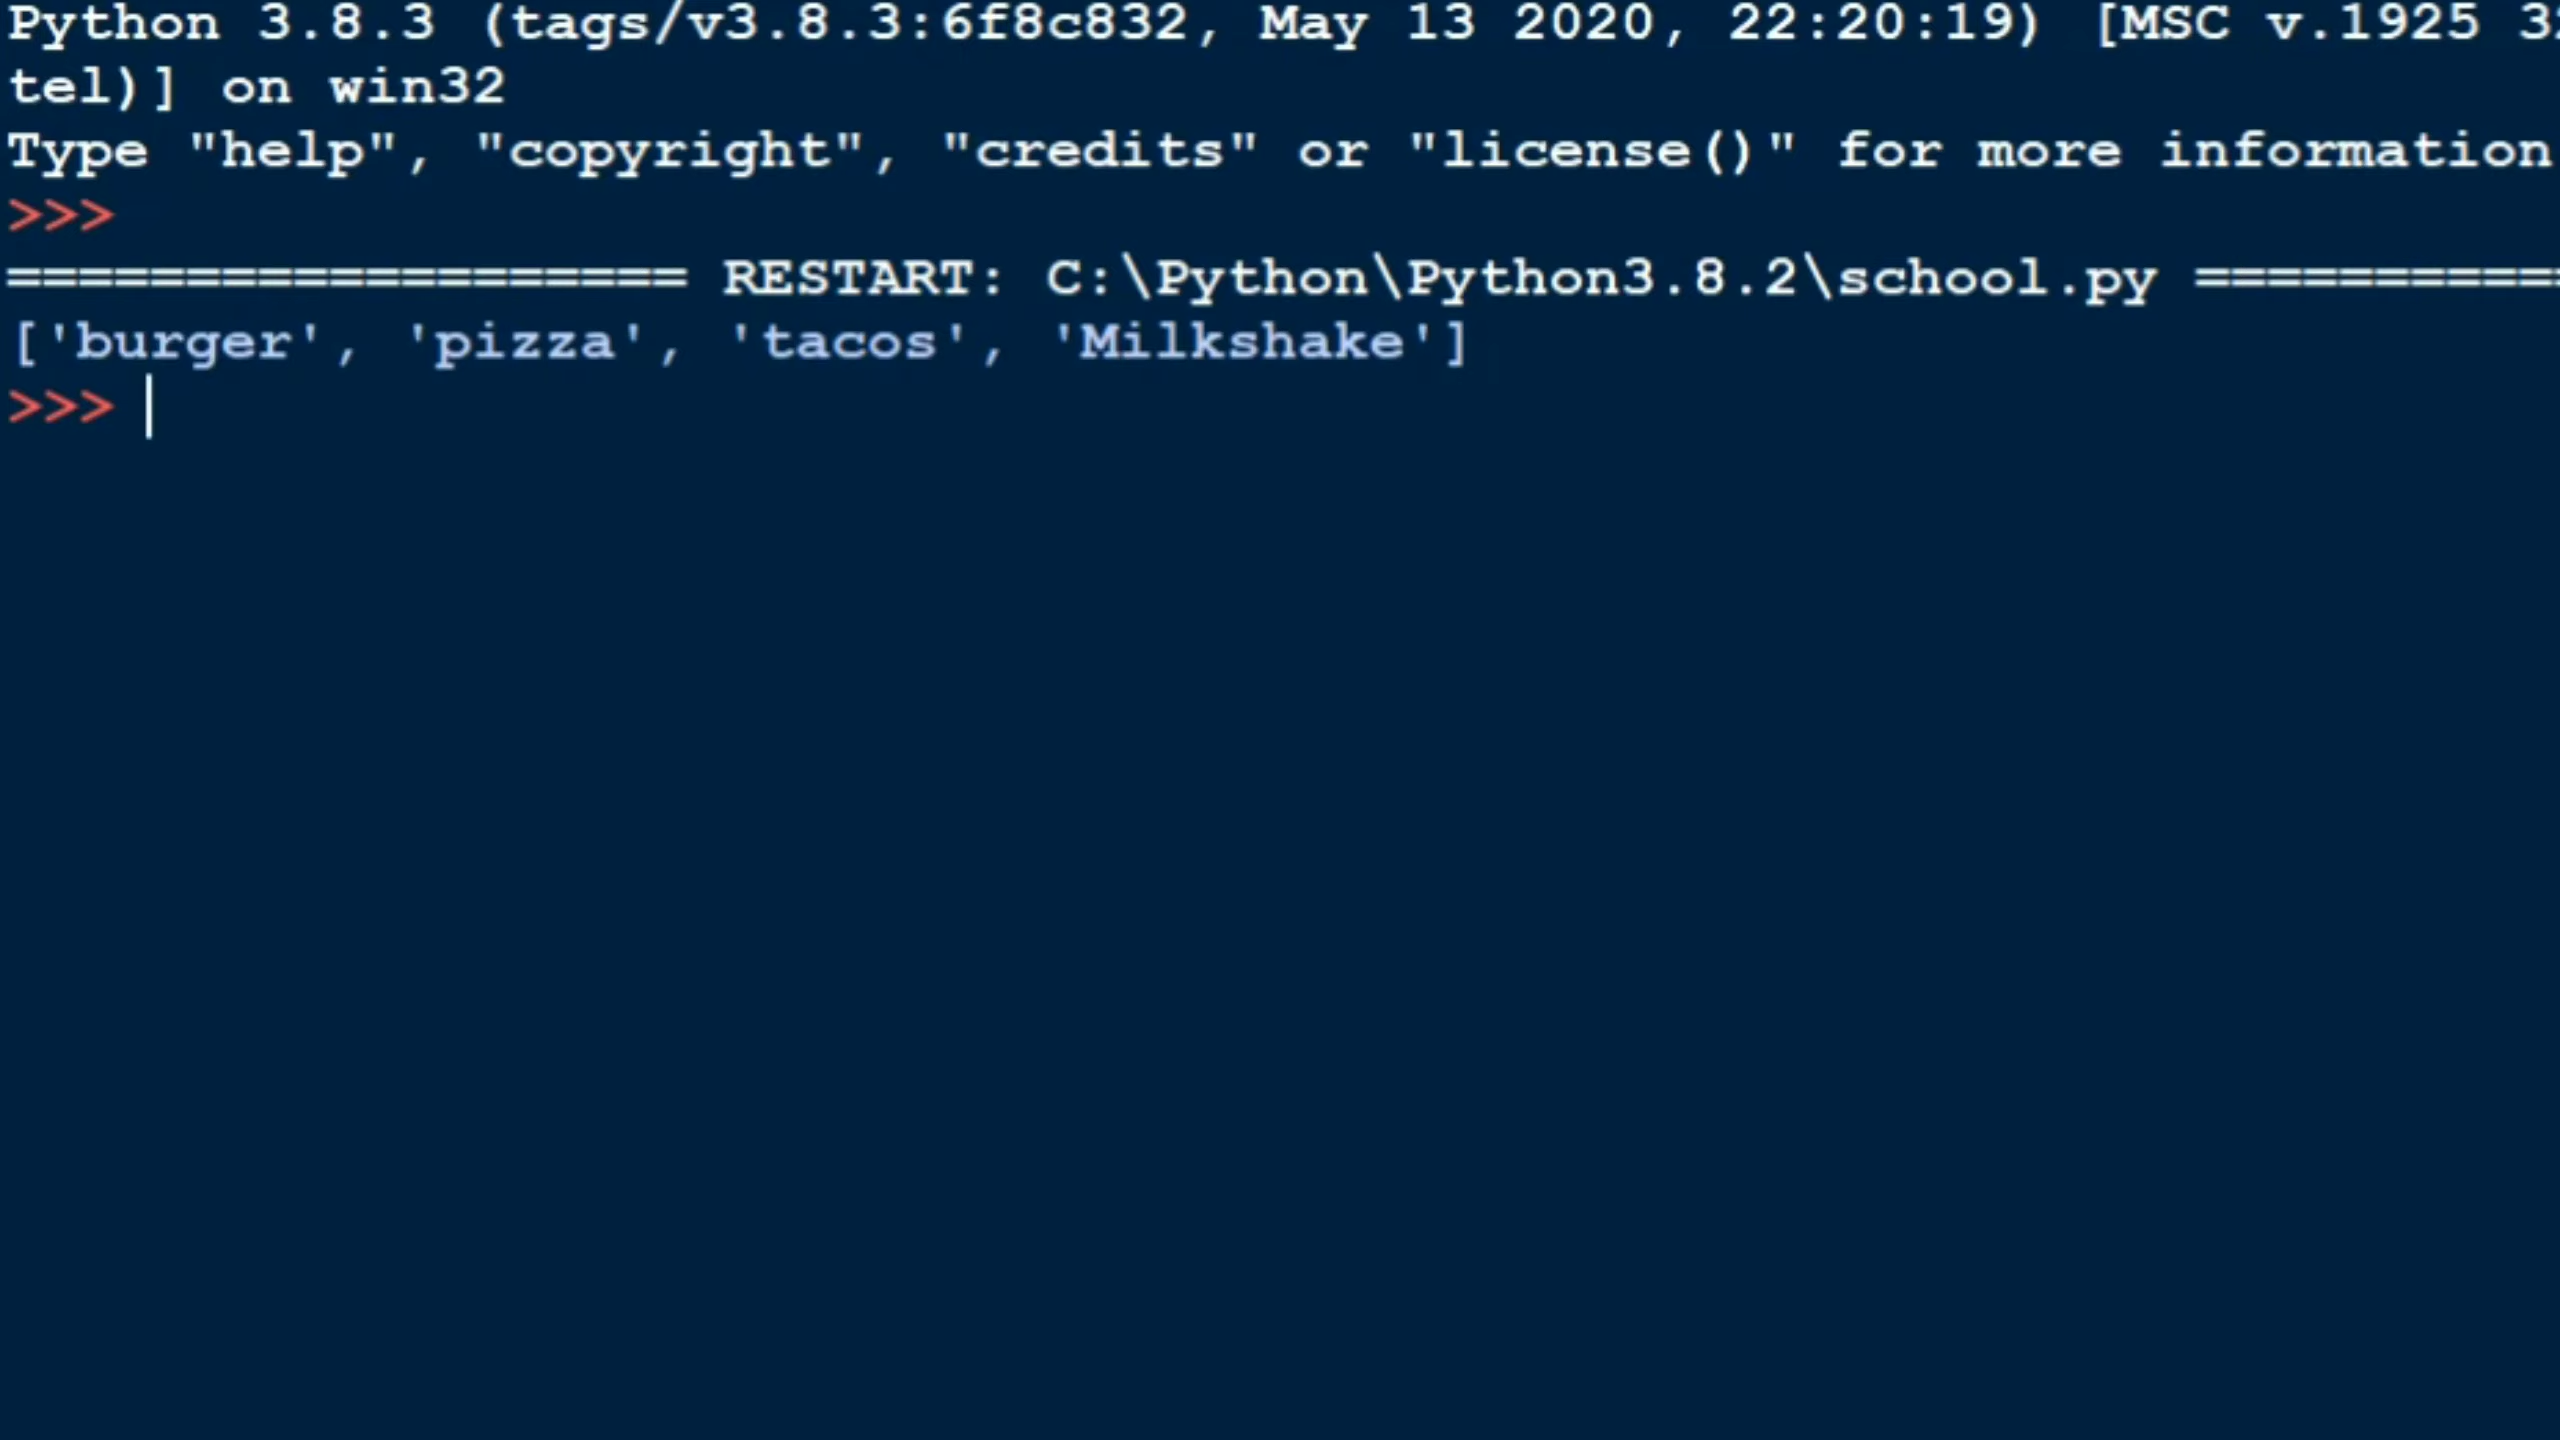 Python 3.8.3 (tags/v3.8.3:6f8c832, May 13 2020, 22:20:19) [MSC v.1925
tel)] on win32
Type "help", "copyright", "credits" or "license()" for more information
>>>
=================== RESTART: C:\Python\Python3.8.2\school.py ===========
['burger', 'pizza', 'tacos', 'Milkshake']
>>>